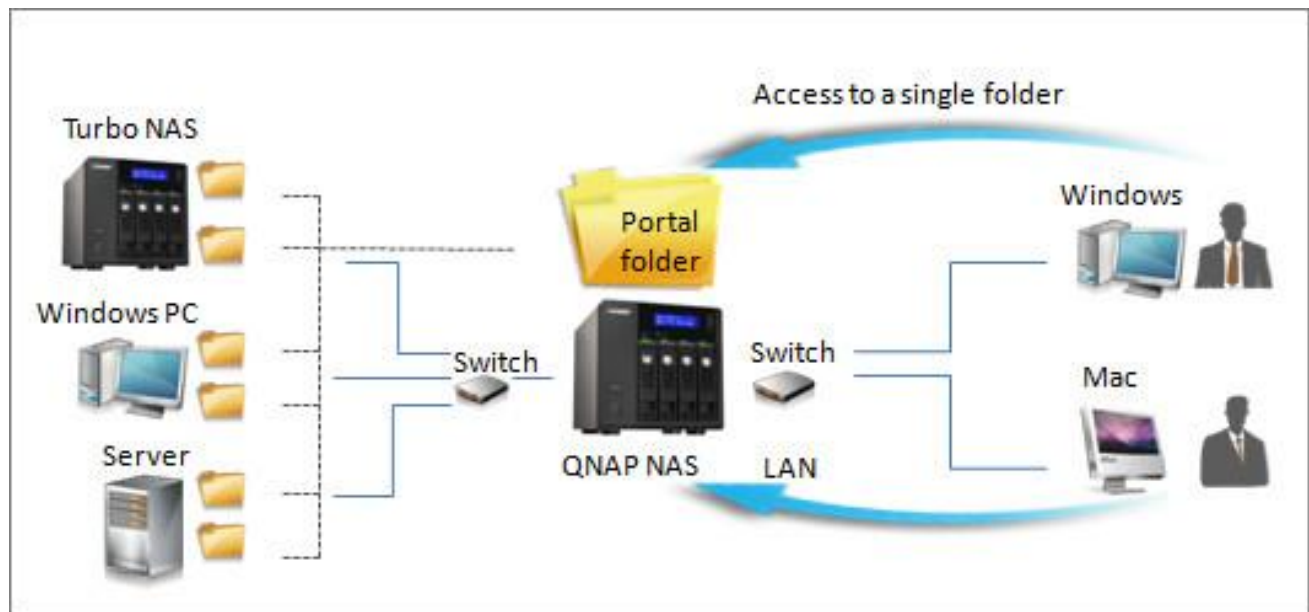 Access to a single folder
Turbo NAS
Windows
Portal
folder
Windows PC
Switch
Switch
Mac
Server
QNAP NAS
LAN